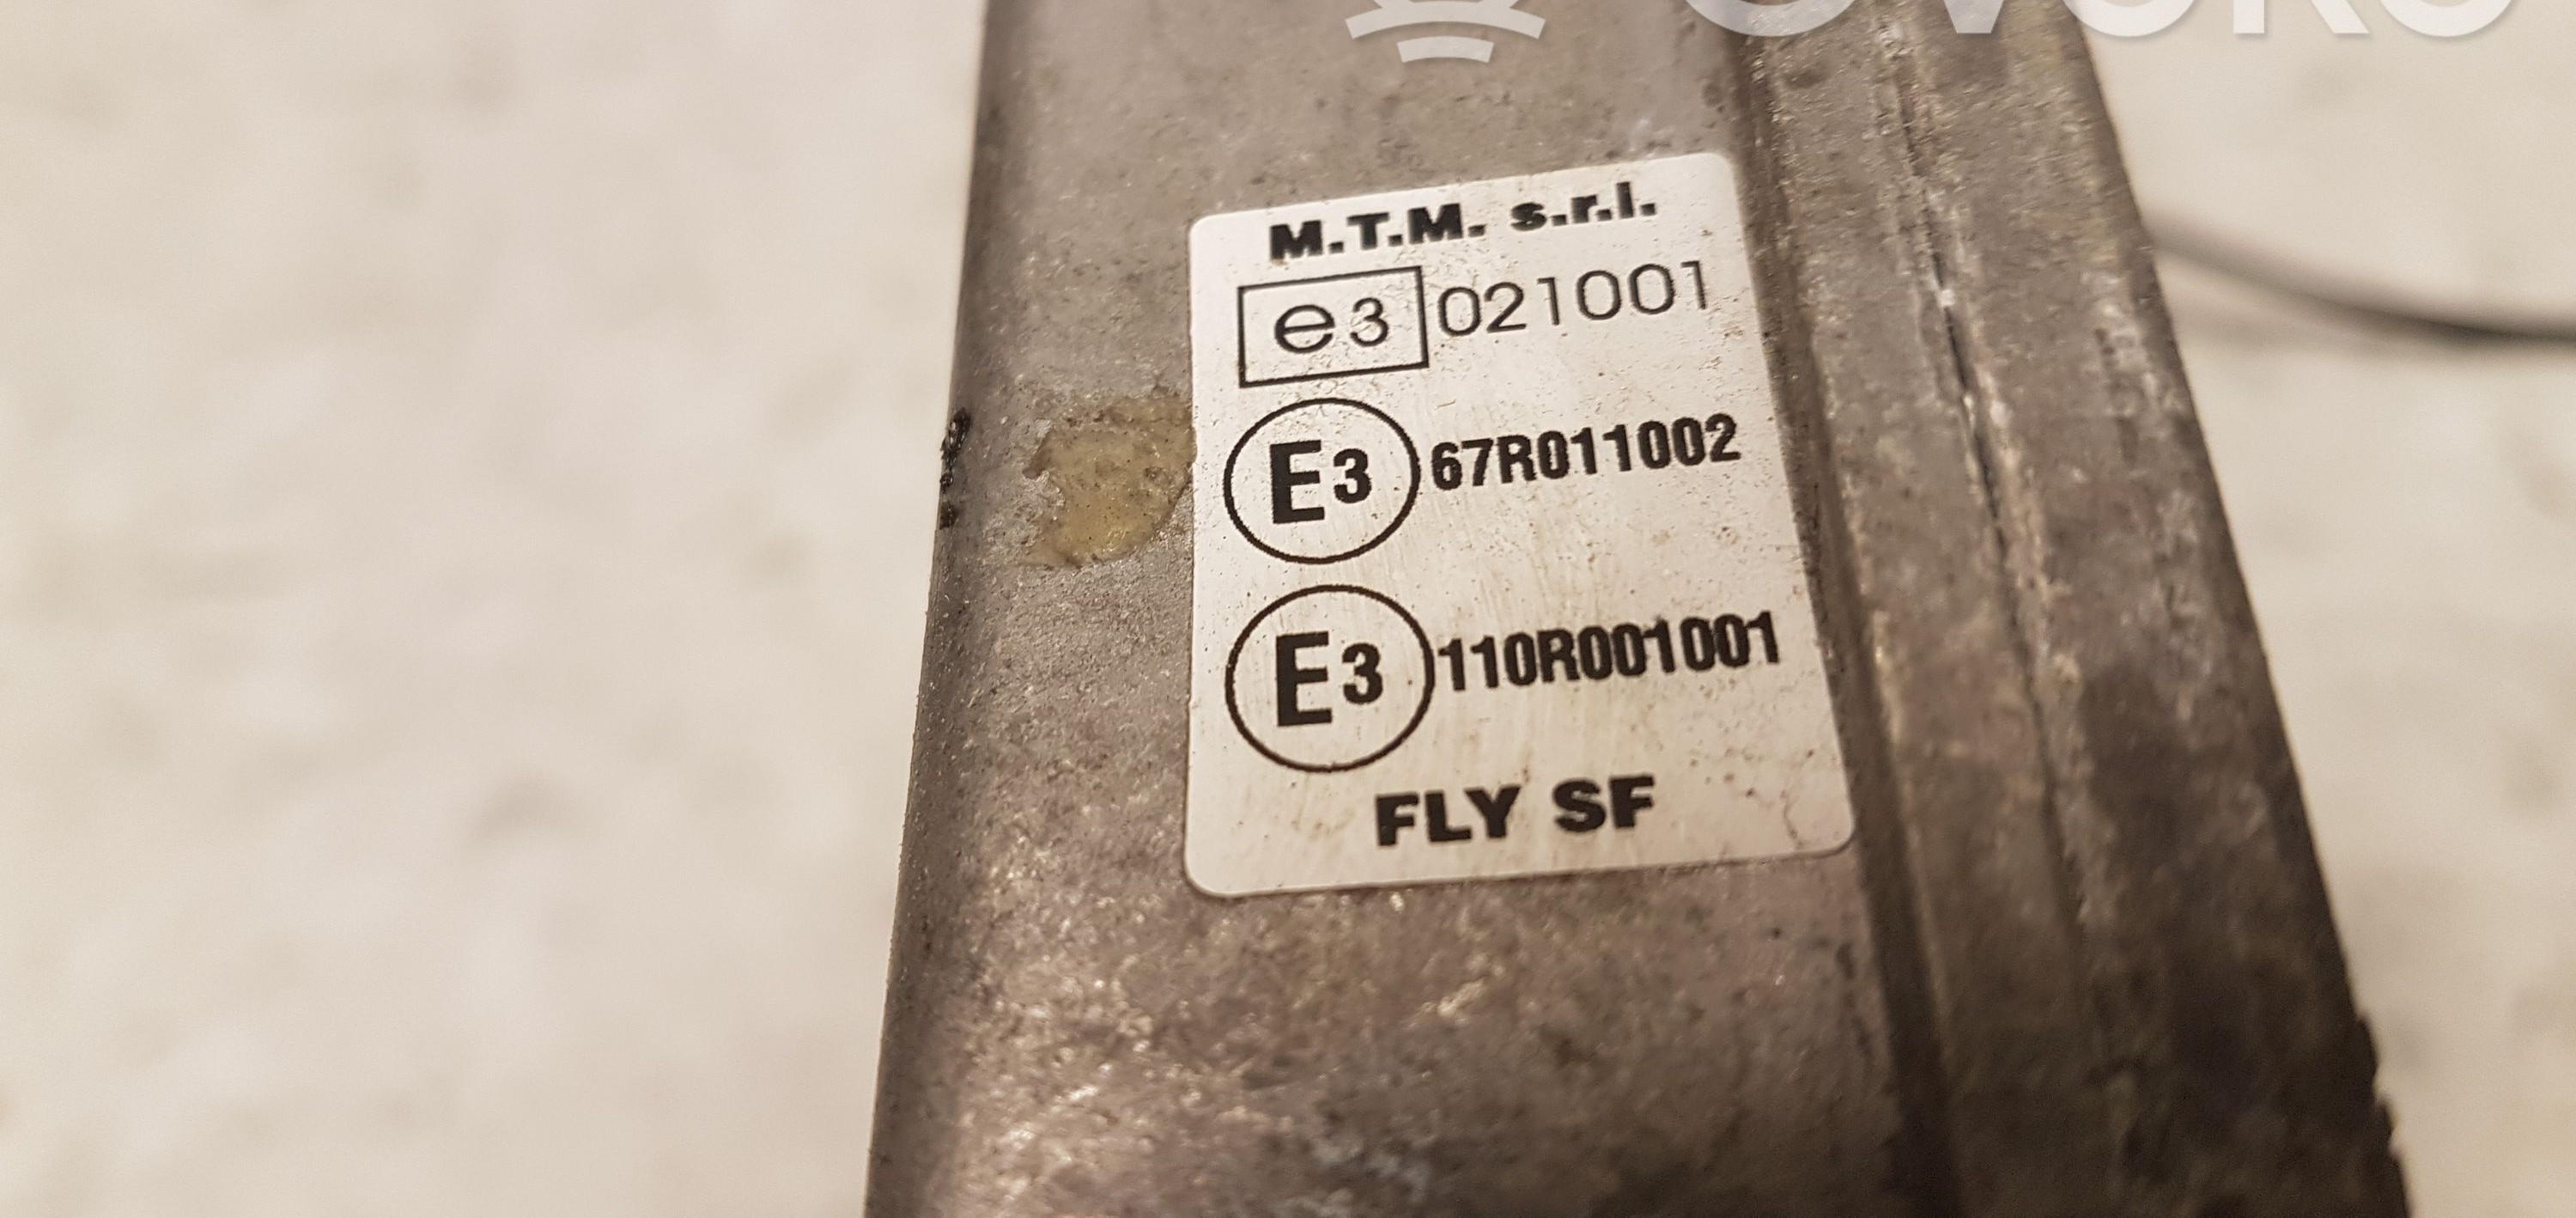 M.T.M. s.r.l.
e3 021001
E3 67R011002
E3 110R001001
FLY SF